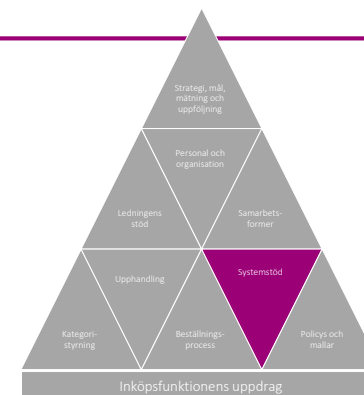 Strategi, mål,
mätning och
uppföljning
Personal och
organisation
Ledningens
stöd
Samarbets-
former
Upphandling
Systemstöd
Kategori-
styrning
Beställnings-
process
Policys och
mallar
Inköpsfunktionens uppdrag